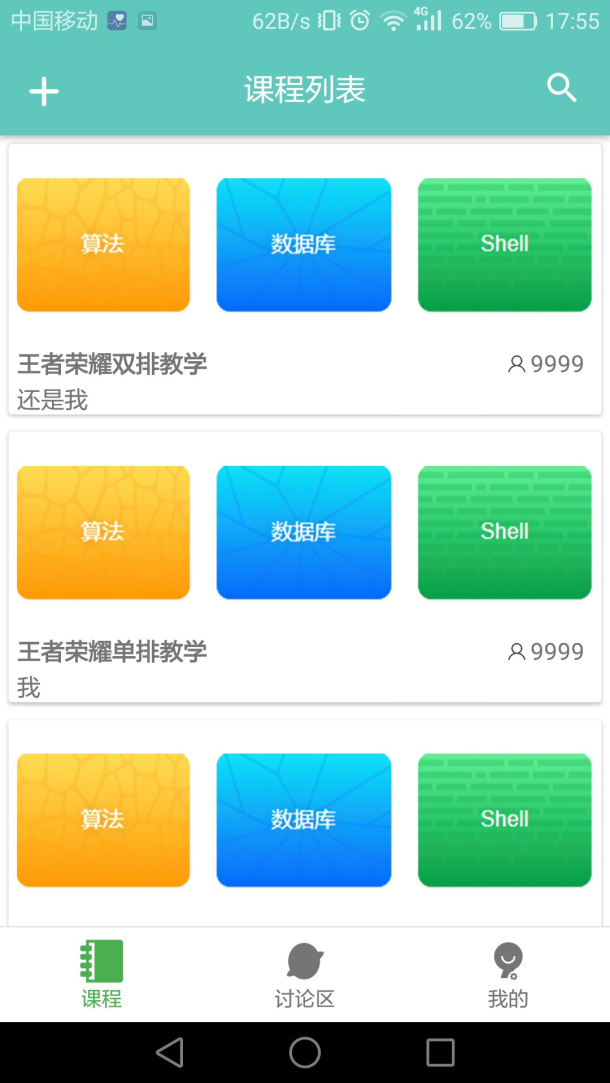 中国移动 62B/s 4G 62% 17:55
课程列表
算法 数据库 Shell
王者荣耀双排教学 9999
还是我
算法 数据库 Shell
王者荣耀单排教学 9999
我
算法 数据库 Shell
课程 讨论区 我的